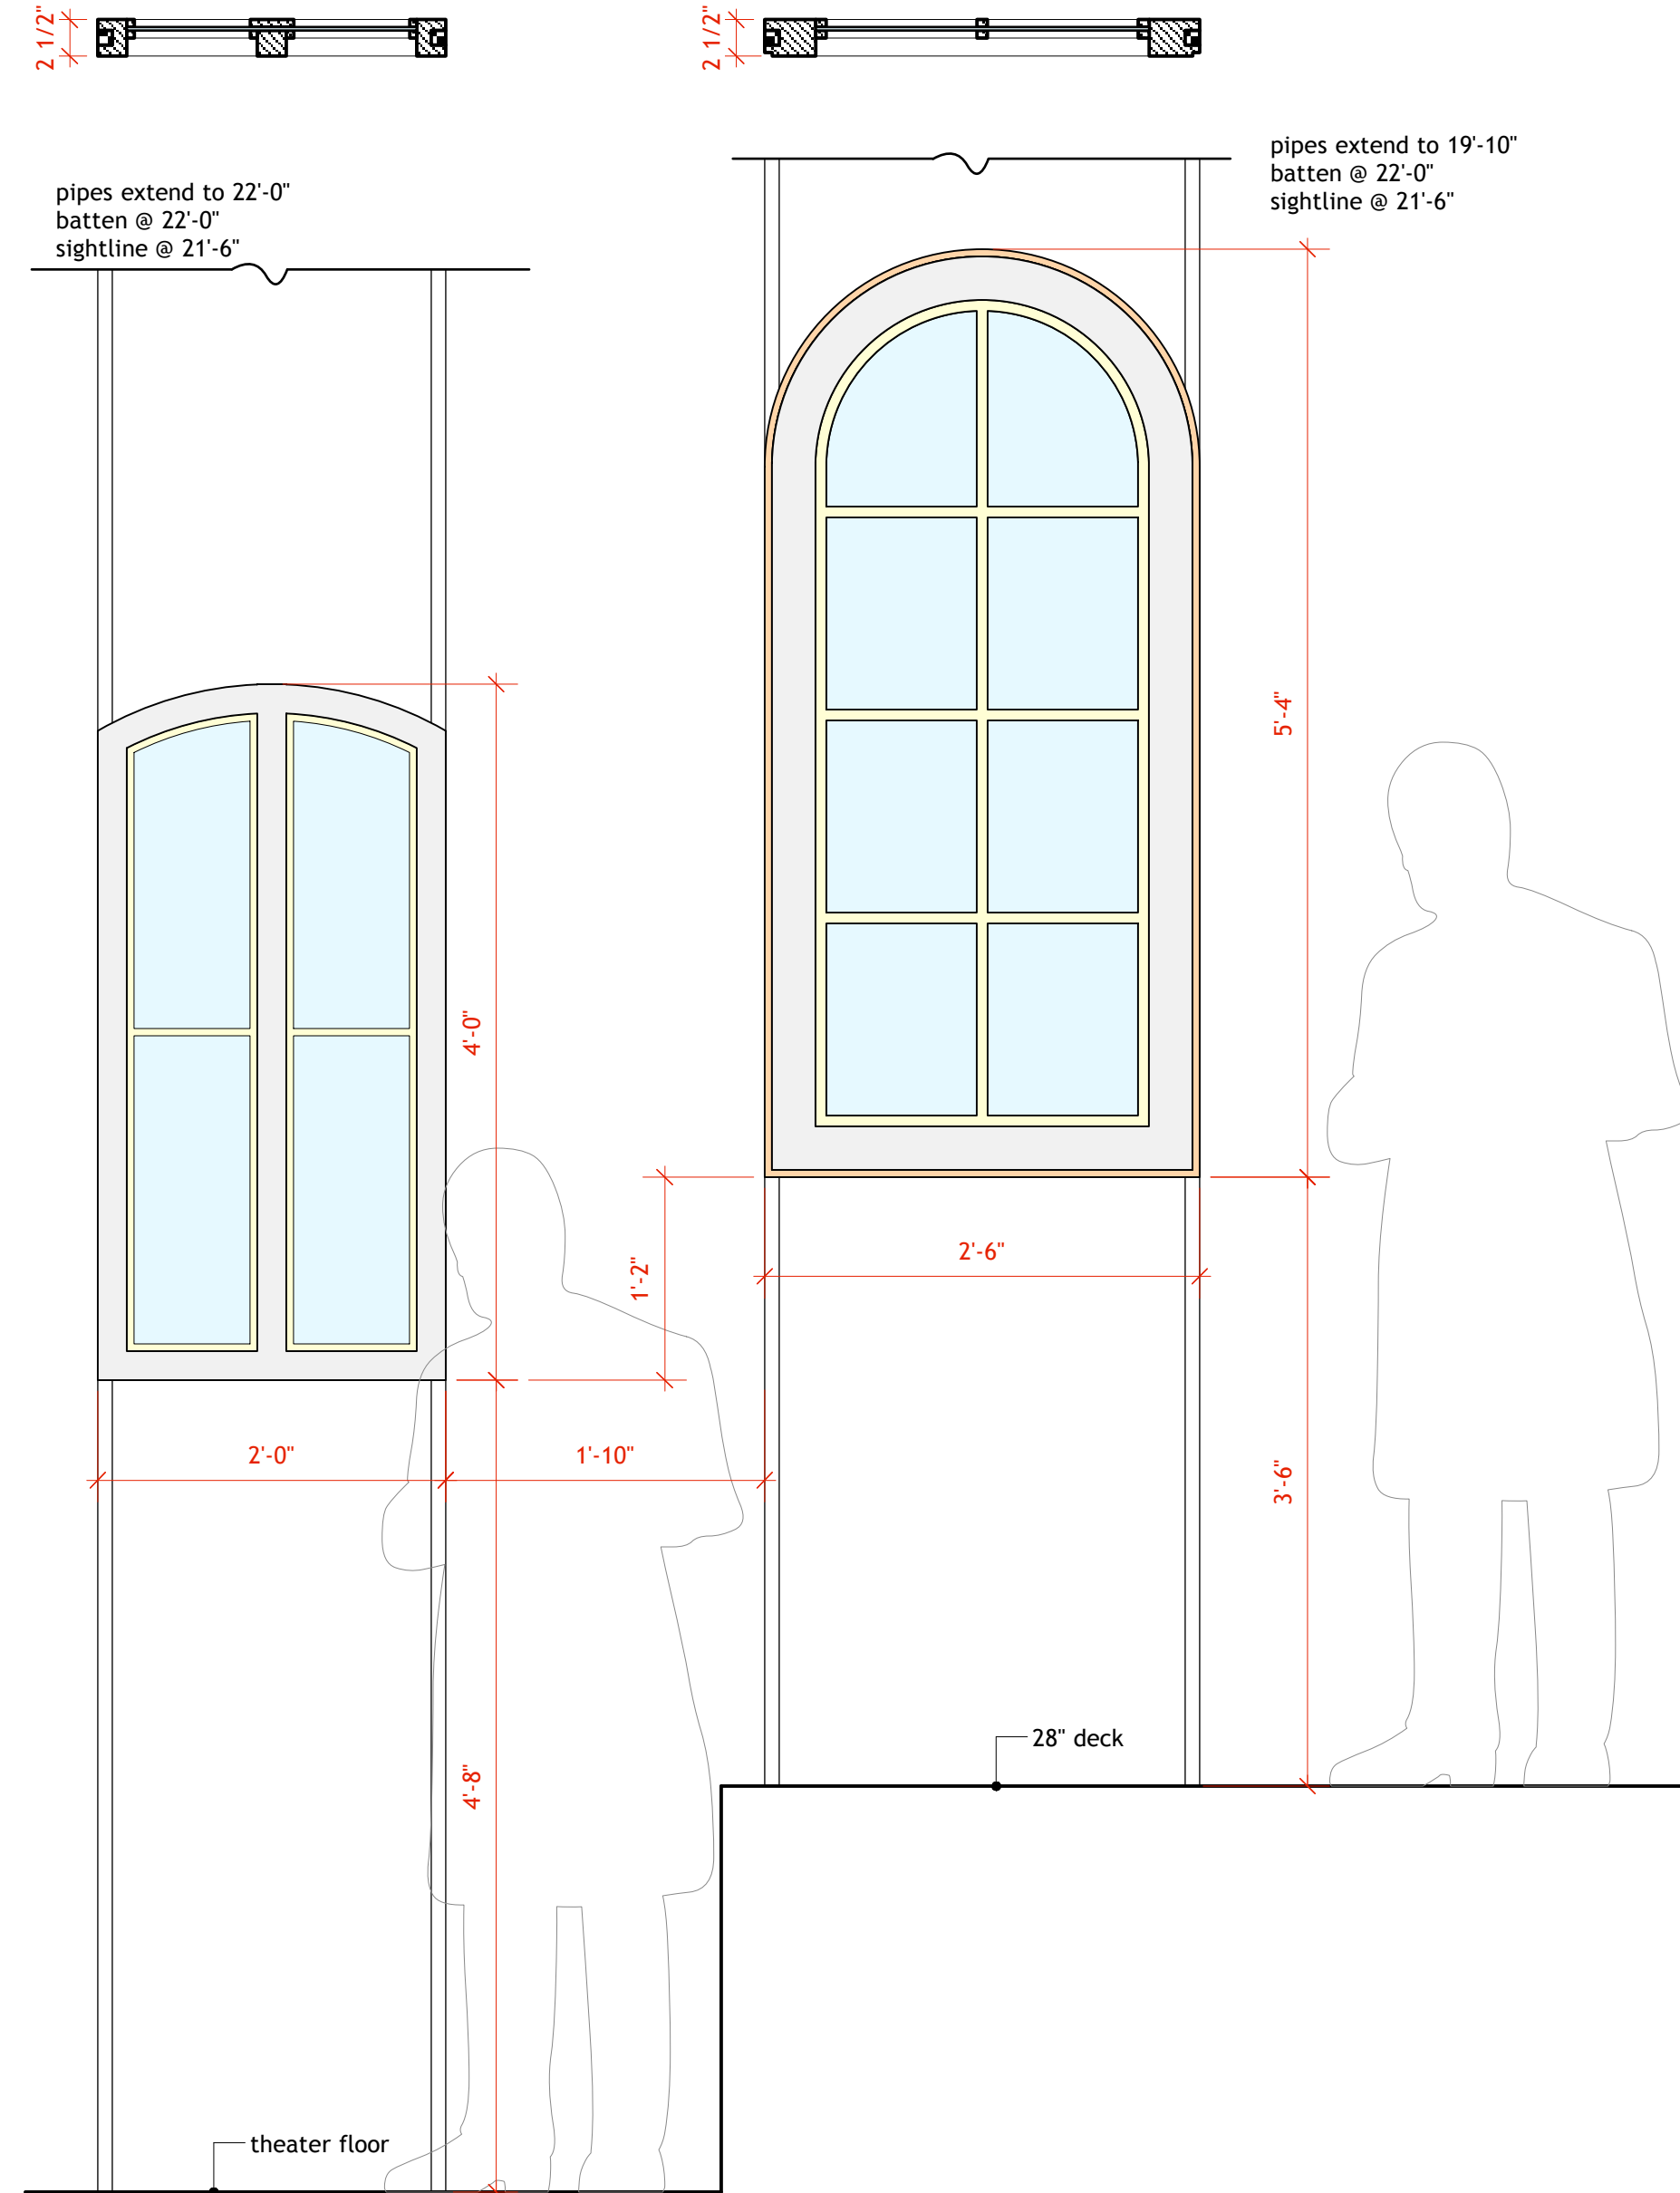 2 1/2"
2 1/2"
pipes extend to 22'-0"
batten @ 22'-0"
sightline @ 21'-6"
pipes extend to 19'-10"
batten @ 22'-0"
sightline @ 21'-6"
5'-4"
4'-0"
1'-2"
2'-6"
2'-0"
1'-10"
3'-6"
4'-8"
28" deck
theater floor